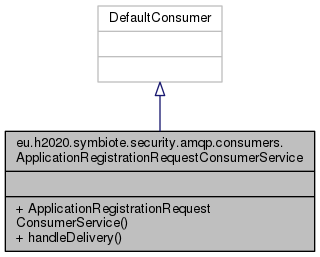 DefaultConsumer
eu.h2020.symbiote.security.amqp.consumers.
ApplicationRegistrationRequestConsumerService
+ ApplicationRegistrationRequest
ConsumerService()
+ handleDelivery()